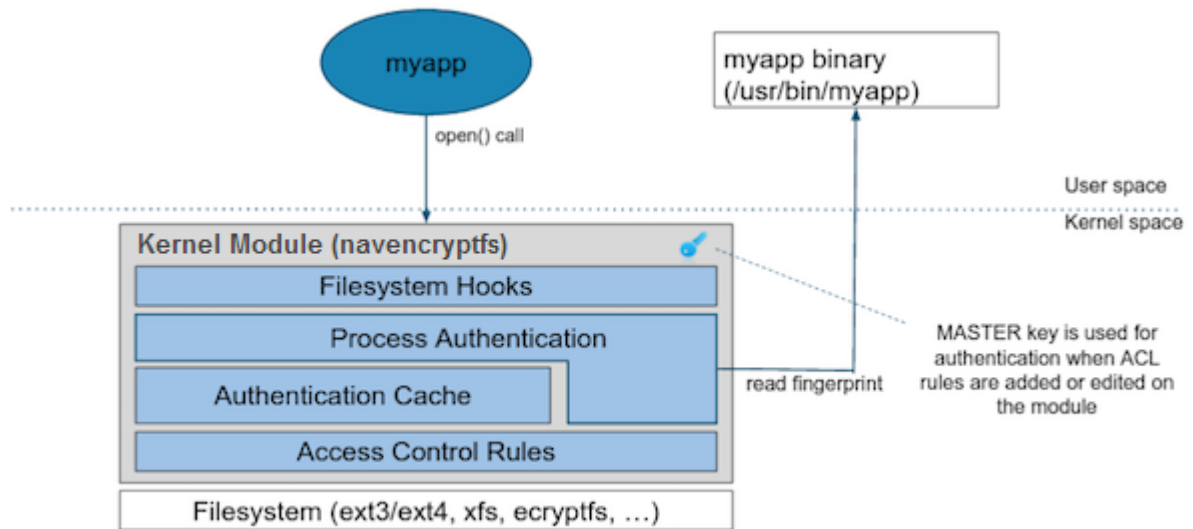 myapp
myapp binary
(/usr/bin/myapp)
open() call
User space
Kernel space
Kernel Module (navencryptfs)
Filesystem Hooks
Process Authentication
Authentication Cache
Access Control Rules
read fingerprint
MASTER key is used for
authentication when ACL
rules are added or edited on
the module
Filesystem (ext3/ext4, xfs, ecryptfs, ...)